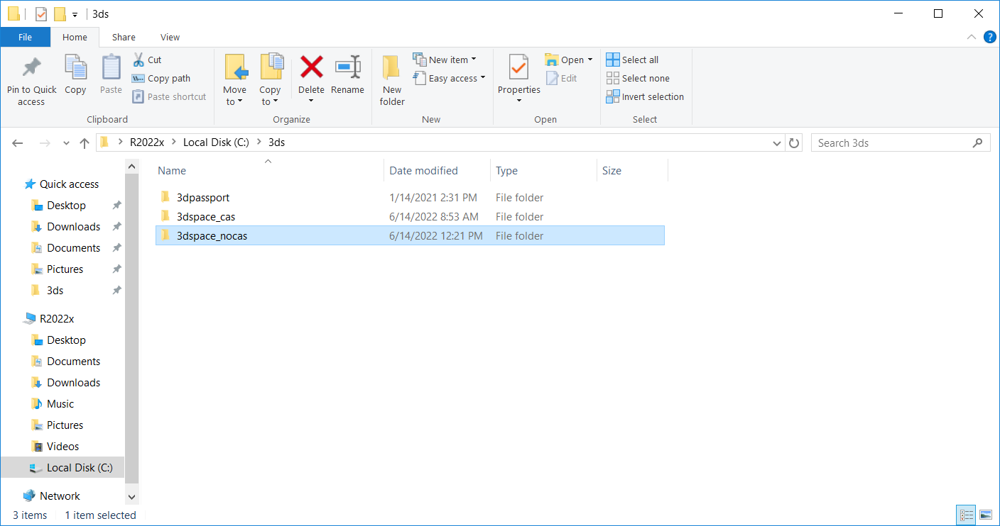 3ds
File Home Share View
Pin to Quick access
Copy
Paste
Cut
Copy path
Paste shortcut
Clipboard
Move to
Copy to
Delete
Rename
Organize
New folder
New item
Easy access
New
Properties
Open
Edit
Open
Select all
Select none
Invert selection
Select
R2022x > Local Disk (C:) > 3ds
Search 3ds
Quick access
Desktop
Downloads
Documents
Pictures
3ds
R2022x
Desktop
Documents
Downloads
Music
Pictures
Videos
Local Disk (C:)
Network
Name Date modified Type Size
3dpassport 1/14/2021 2:31 PM File folder
3dspace_cas 6/14/2022 8:53 AM File folder
3dspace_nocas 6/14/2022 12:21 PM File folder
3 items 1 item selected